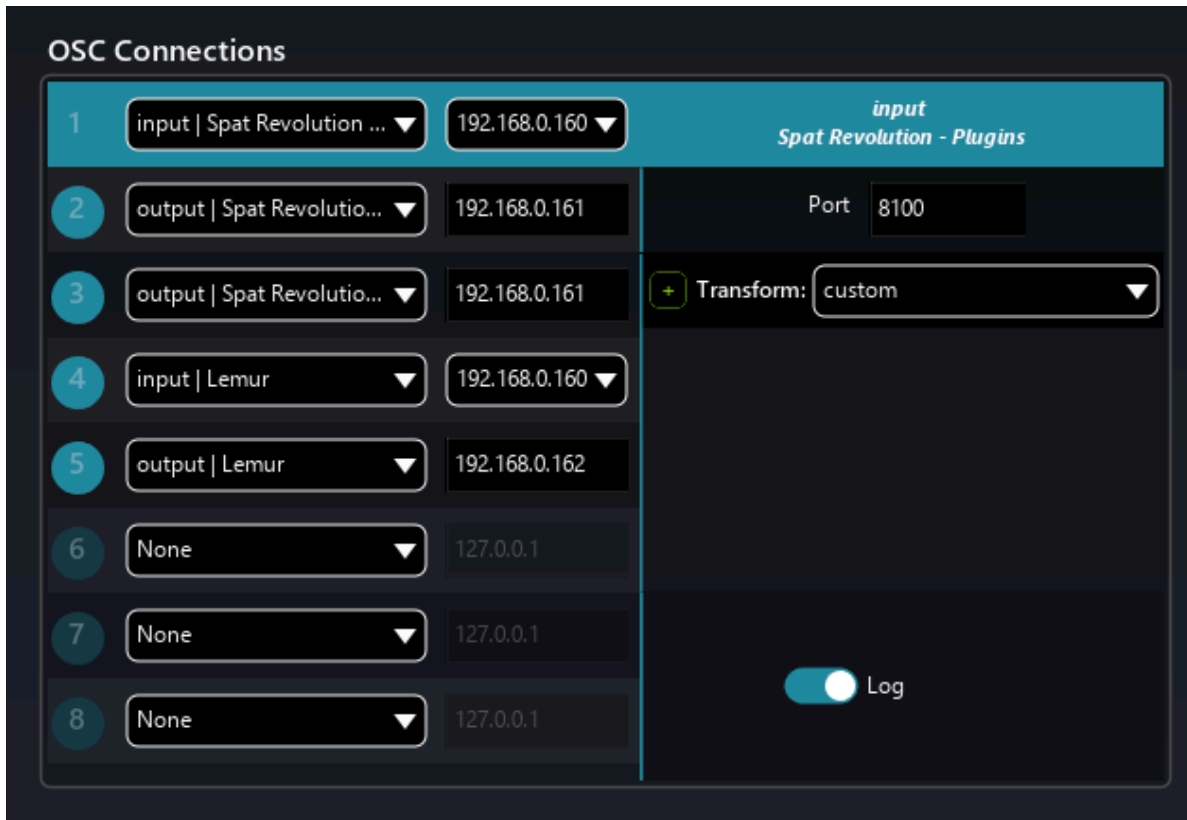 OSC Connections
1 input | Spat Revolution ... 192.168.0.160
input
Spat Revolution - Plugins
2 output | Spat Revolutio... 192.168.0.161
Port 8100
3 output | Spat Revolutio... 192.168.0.161
+ Transform: custom
4 input | Lemur 192.168.0.160
5 output | Lemur 192.168.0.162
6 None 127.0.0.1
7 None 127.0.0.1
Log
8 None 127.0.0.1